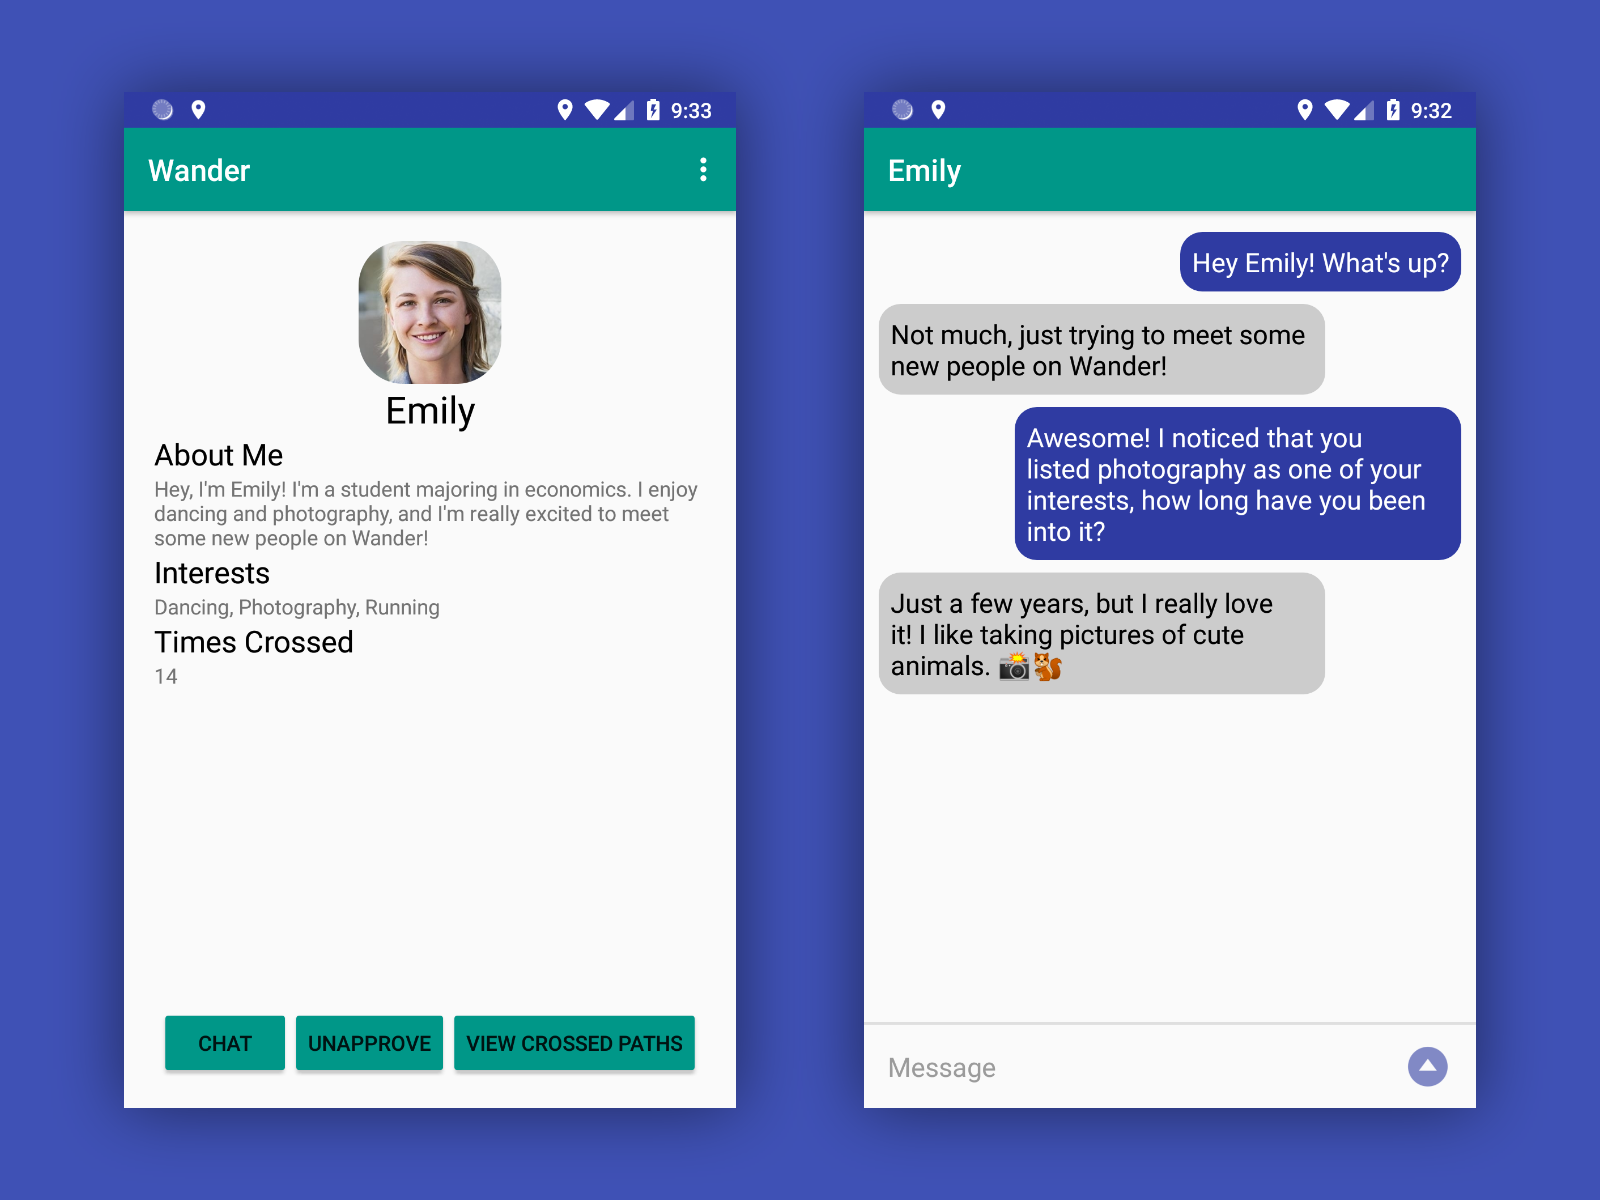 9:33
Wander
Emily
About Me
Hey, I'm Emily! I'm a student majoring in economics. I enjoy
dancing and photography, and I'm really excited to meet
some new people on Wander!
Interests
Dancing, Photography, Running
Times Crossed
14
CHAT UNAPPROVE VIEW CROSSED PATHS
9:32
Emily
Hey Emily! What's up?
Not much, just trying to meet some
new people on Wander!
Awesome! I noticed that you
listed photography as one of your
interests, how long have you been
into it?
Just a few years, but I really love
it! I like taking pictures of cute
animals. 📸🐿️
Message